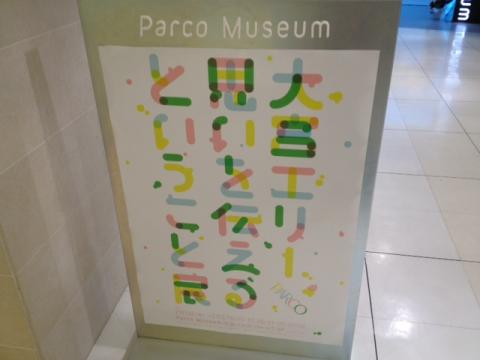 Parco Museum
大宮エリー
思いを伝える
ということ展
PARCO
um